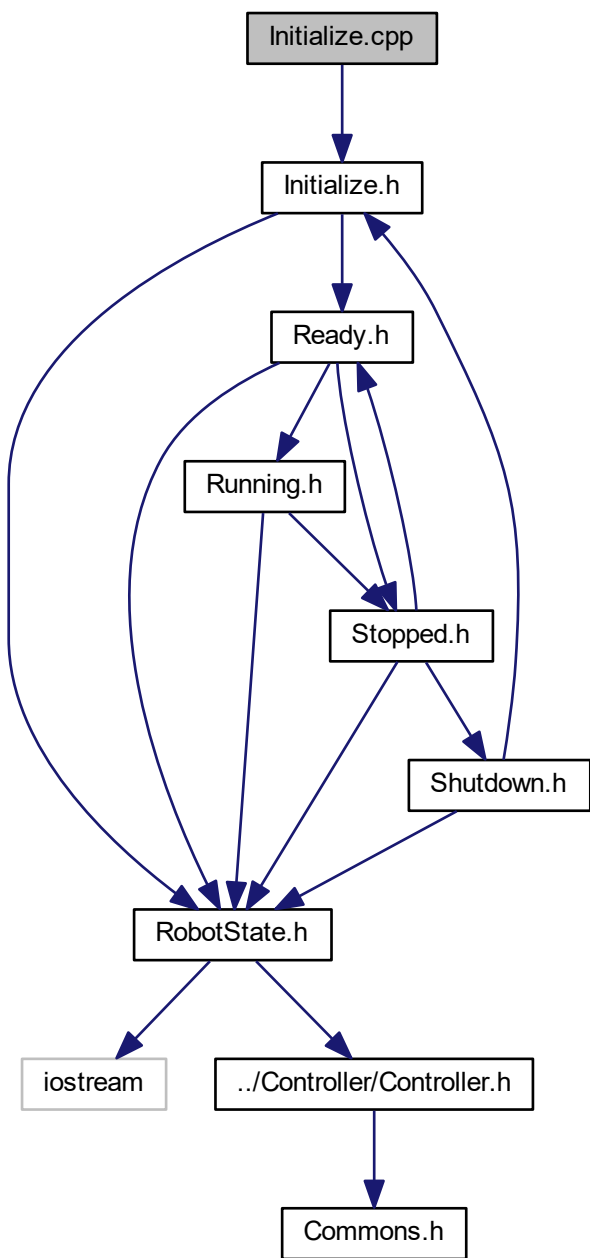 Initialize.cpp
Initialize.h
Ready.h
Running.h
Stopped.h
Shutdown.h
RobotState.h
iostream
../Controller/Controller.h
Commons.h